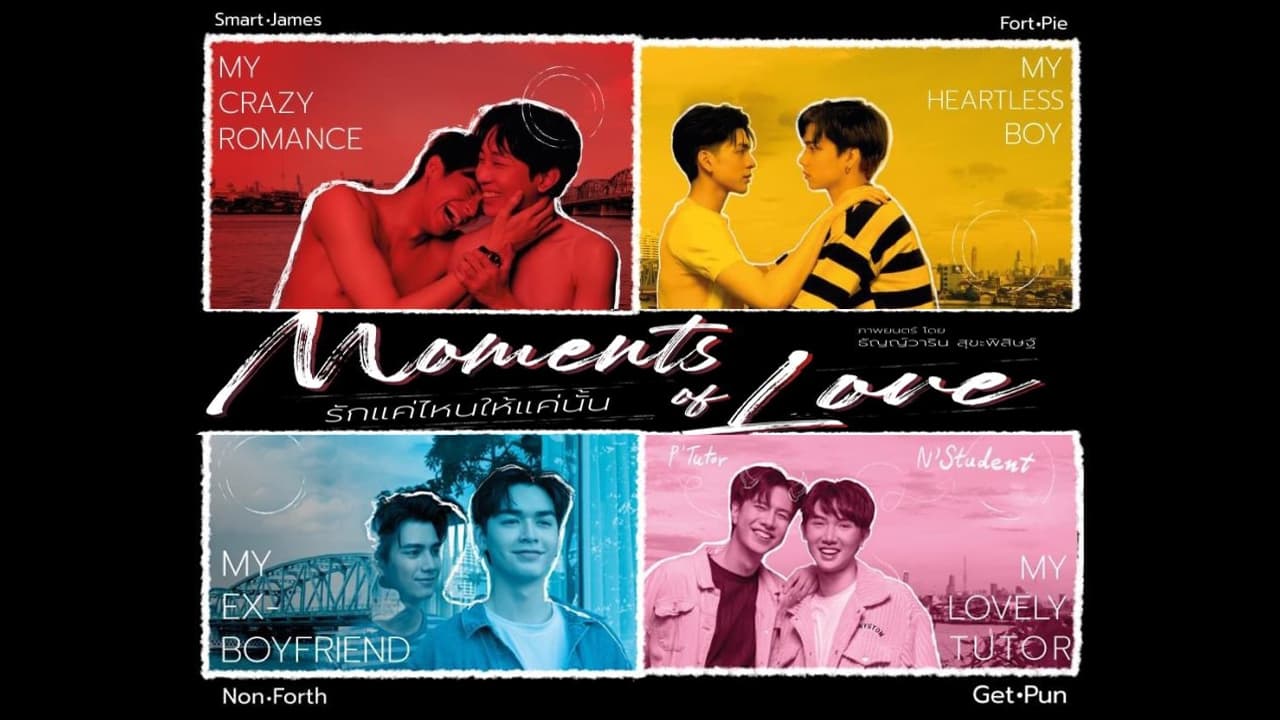 Smart•James
Fort•Pie
MY
CRAZY
ROMANCE
MY
HEARTLESS
BOY
Moments of Love
รักแค่ไหนให้แค่นั้น
ภาพยนตร์ โดย
ธัญญ์วาริน สุขะพิสิษฐ์
P'Tutor
N'Student
MY
EX-
BOYFRIEND
MY
LOVELY
TUTOR
Non•Forth
Get•Pun